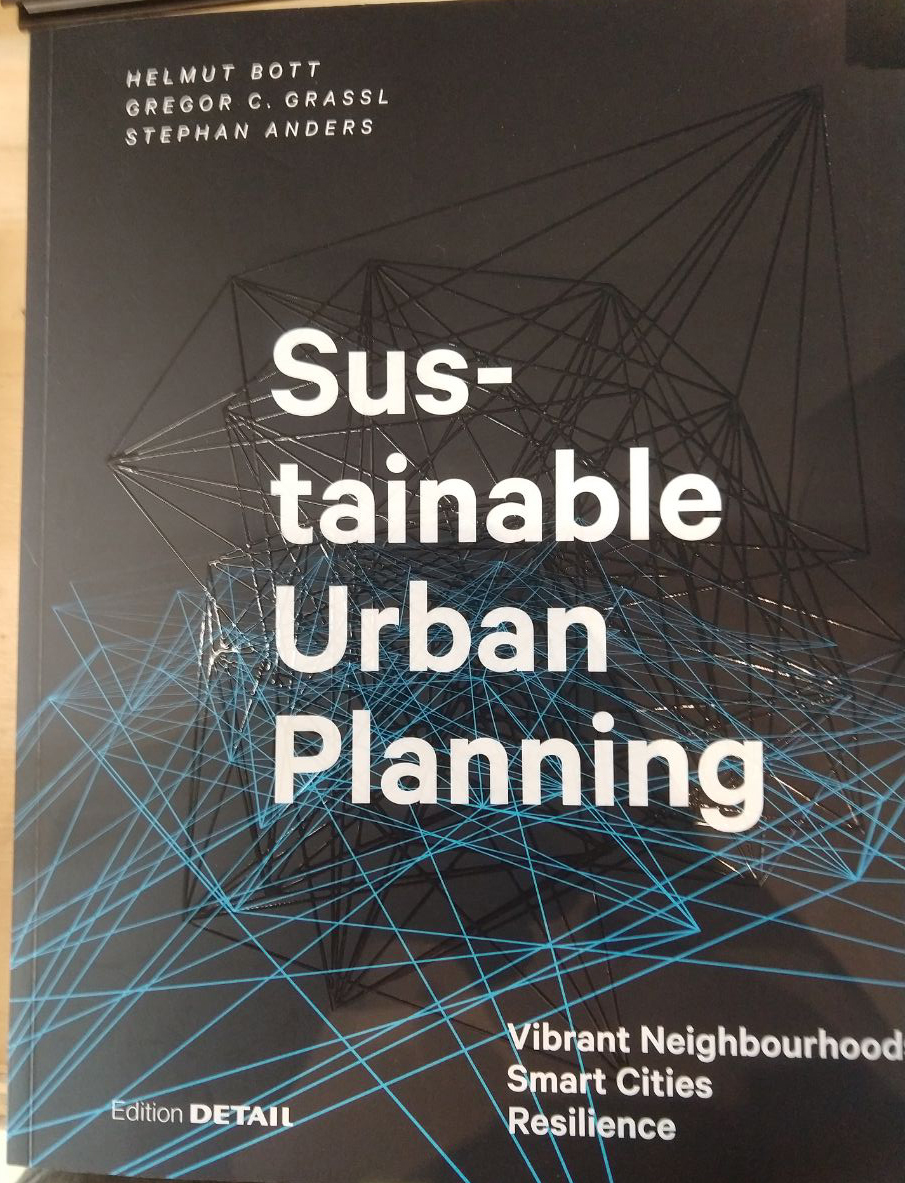 HELMUT BOTT
GREGOR C. GRASSL
STEPHAN ANDERS
Sus-
tainable
Urban
Planning
Vibrant Neighbourhoods
Smart Cities
Resilience
Edition DETAIL